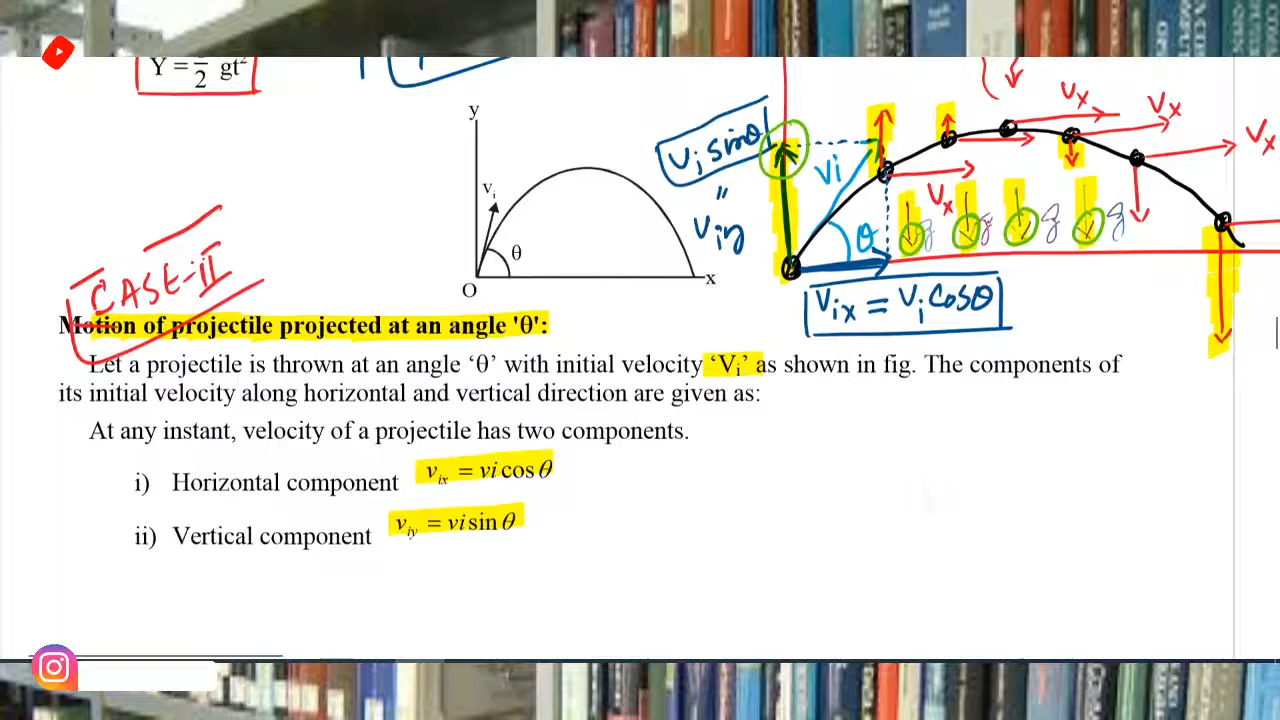 Y = 1/2 gt²
y
Vᵢ
θ
O
x
Vᵢ sinθ
"
Vᵢy
Vi
θ
Vₓ
Vₓ
Vₓ
Vₓ
g g g g
Vᵢₓ = Vᵢ cosθ
CASE-II
Motion of projectile projected at an angle 'θ':
Let a projectile is thrown at an angle ‘θ’ with initial velocity ‘Vᵢ’ as shown in fig. The components of
its initial velocity along horizontal and vertical direction are given as:
At any instant, velocity of a projectile has two components.
i) Horizontal component vᵢₓ = vi cos θ
ii) Vertical component vᵢy = vi sin θ